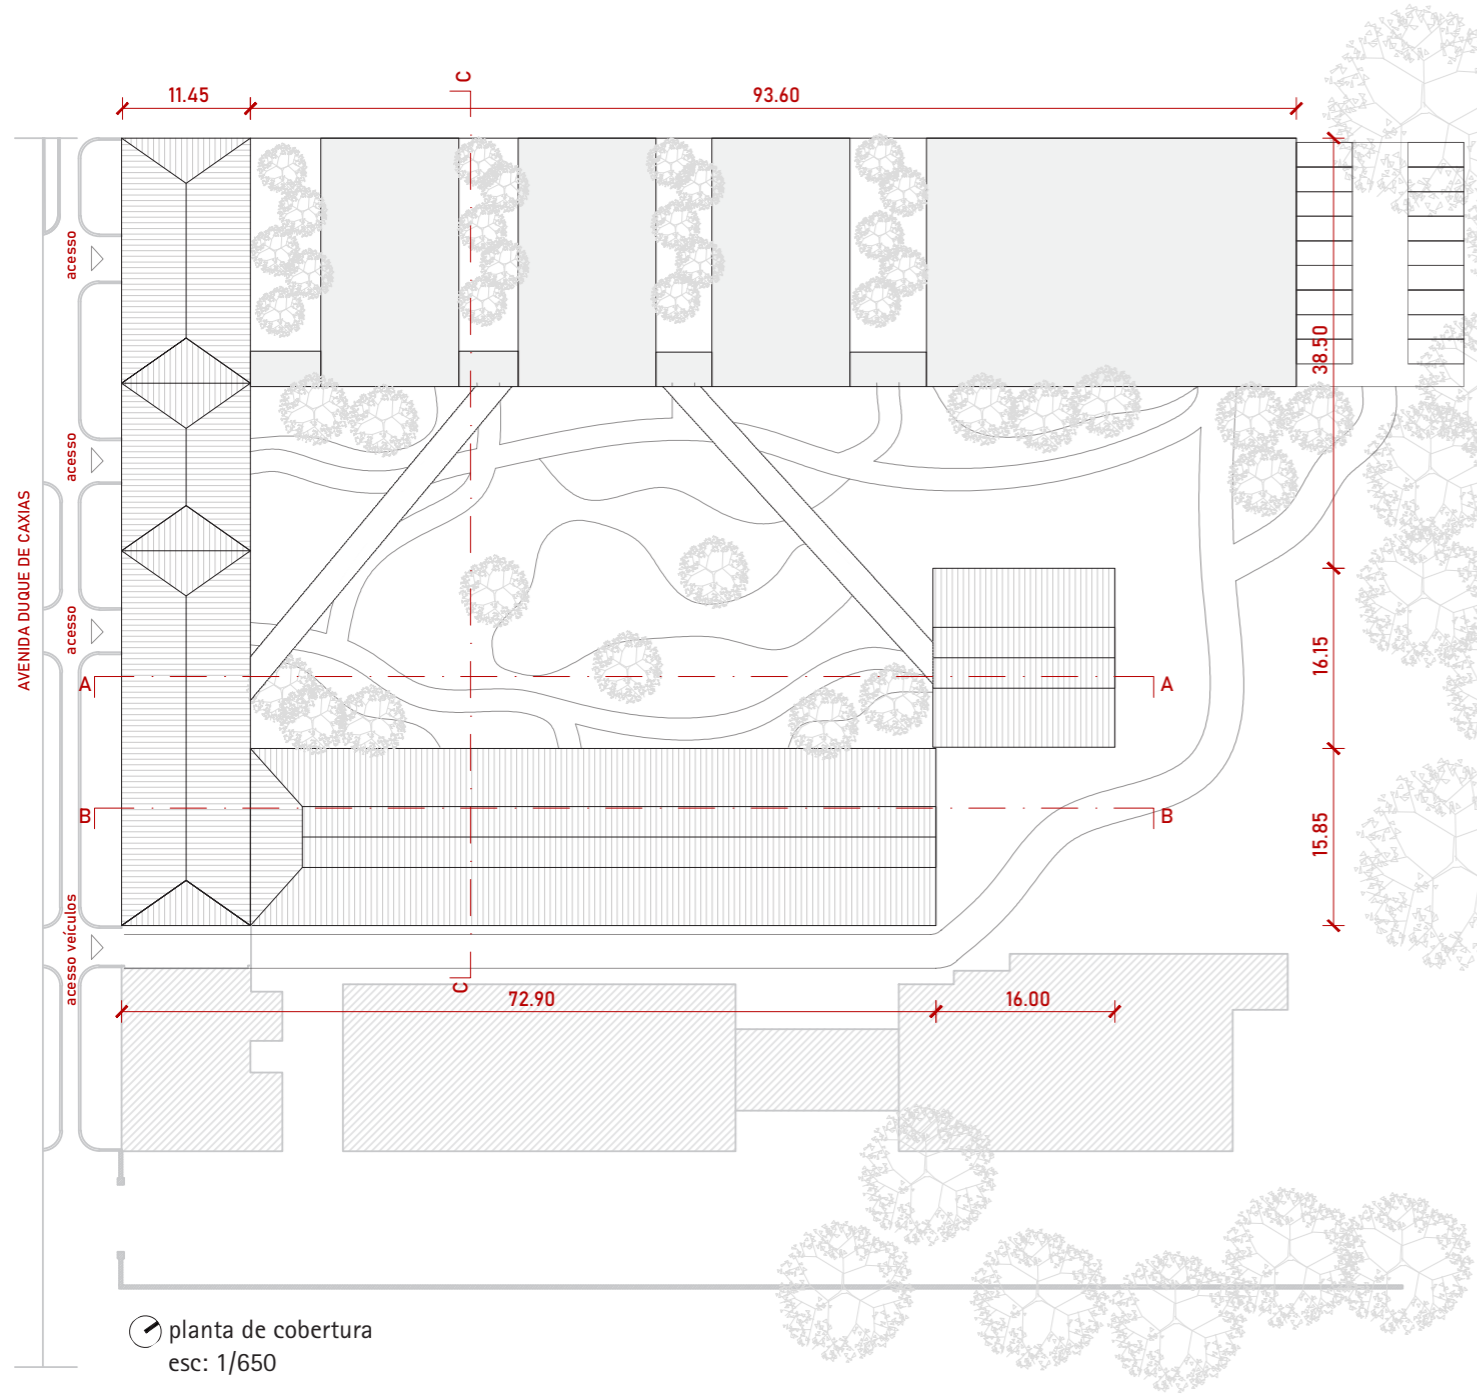 C
11.45
93.60
acesso
38.50
acesso
AVENIDA DUQUE DE CAXIAS
acesso
16.15
A
A
B
B
15.85
acesso veículos
C
72.90
16.00
planta de cobertura
esc: 1/650